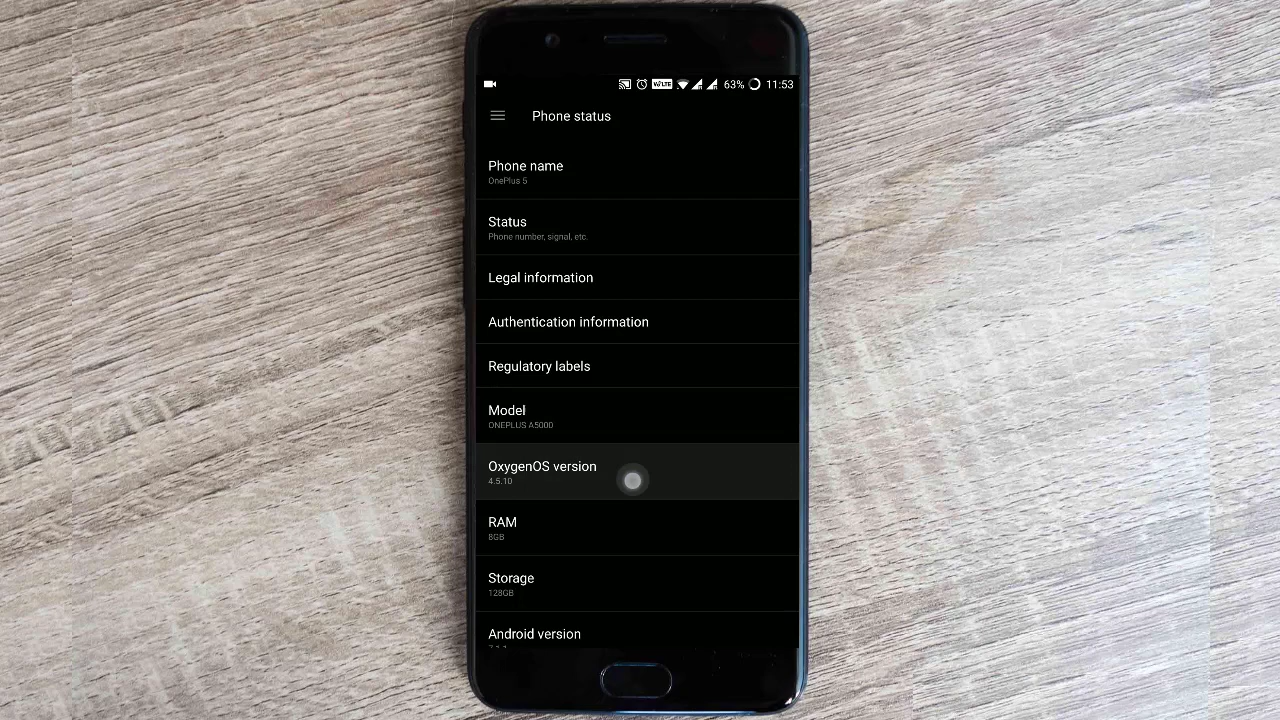 VoLTE 63% 11:53
Phone status
Phone name
OnePlus 5
Status
Phone number, signal, etc.
Legal information
Authentication information
Regulatory labels
Model
ONEPLUS A5000
OxygenOS version
4.5.10
RAM
8GB
Storage
128GB
Android version